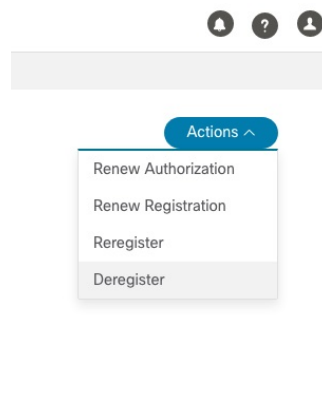 Actions
Renew Authorization
Renew Registration
Reregister
Deregister